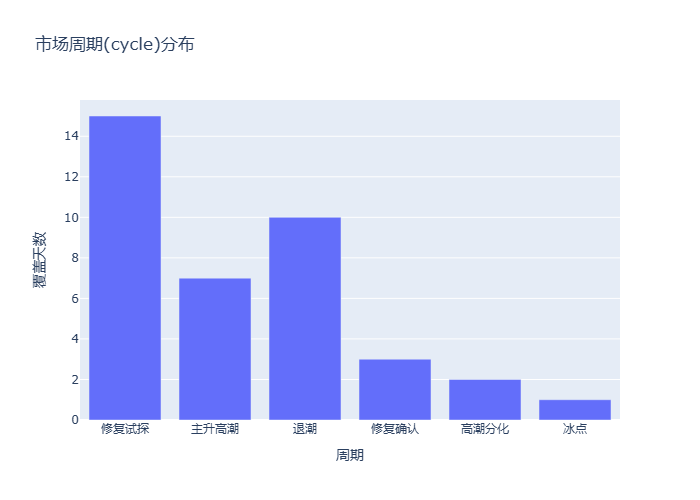 市场周期(cycle)分布
覆盖天数
14
12
10
8
6
4
2
0
修复试探
主升高潮
退潮
修复确认
高潮分化
冰点
周期